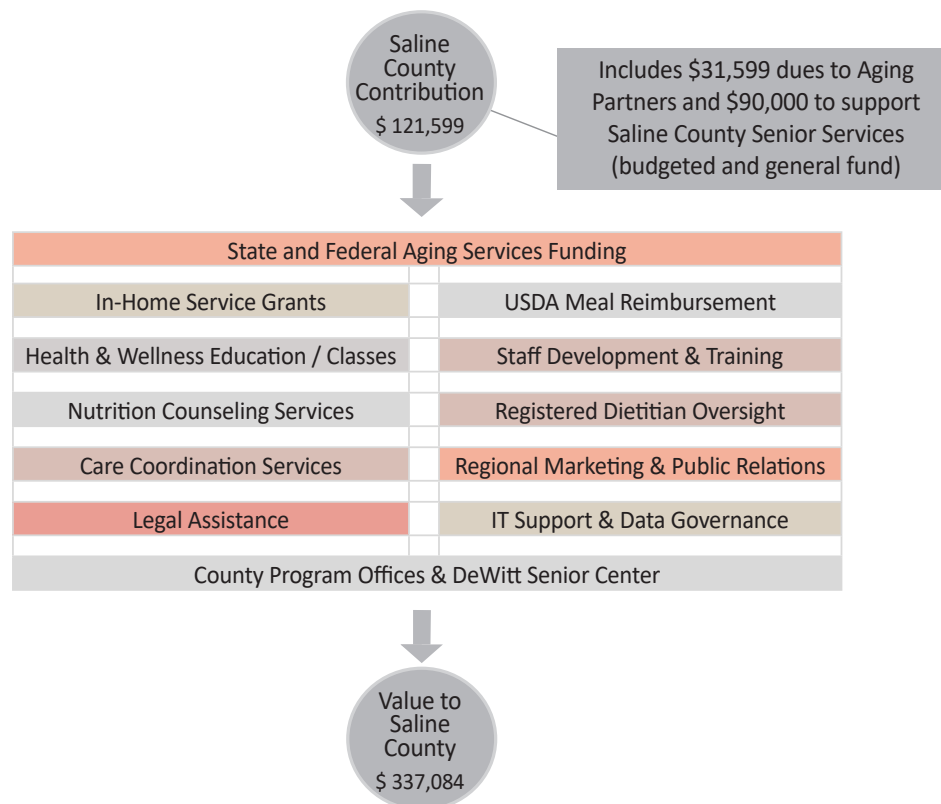 Saline
County
Contribution
$ 121,599
Includes $31,599 dues to Aging
Partners and $90,000 to support
Saline County Senior Services
(budgeted and general fund)
State and Federal Aging Services Funding
In-Home Service Grants
USDA Meal Reimbursement
Health & Wellness Education / Classes
Staff Development & Training
Nutrition Counseling Services
Registered Dietitian Oversight
Care Coordination Services
Regional Marketing & Public Relations
Legal Assistance
IT Support & Data Governance
County Program Offices & DeWitt Senior Center
Value to
Saline
County
$ 337,084